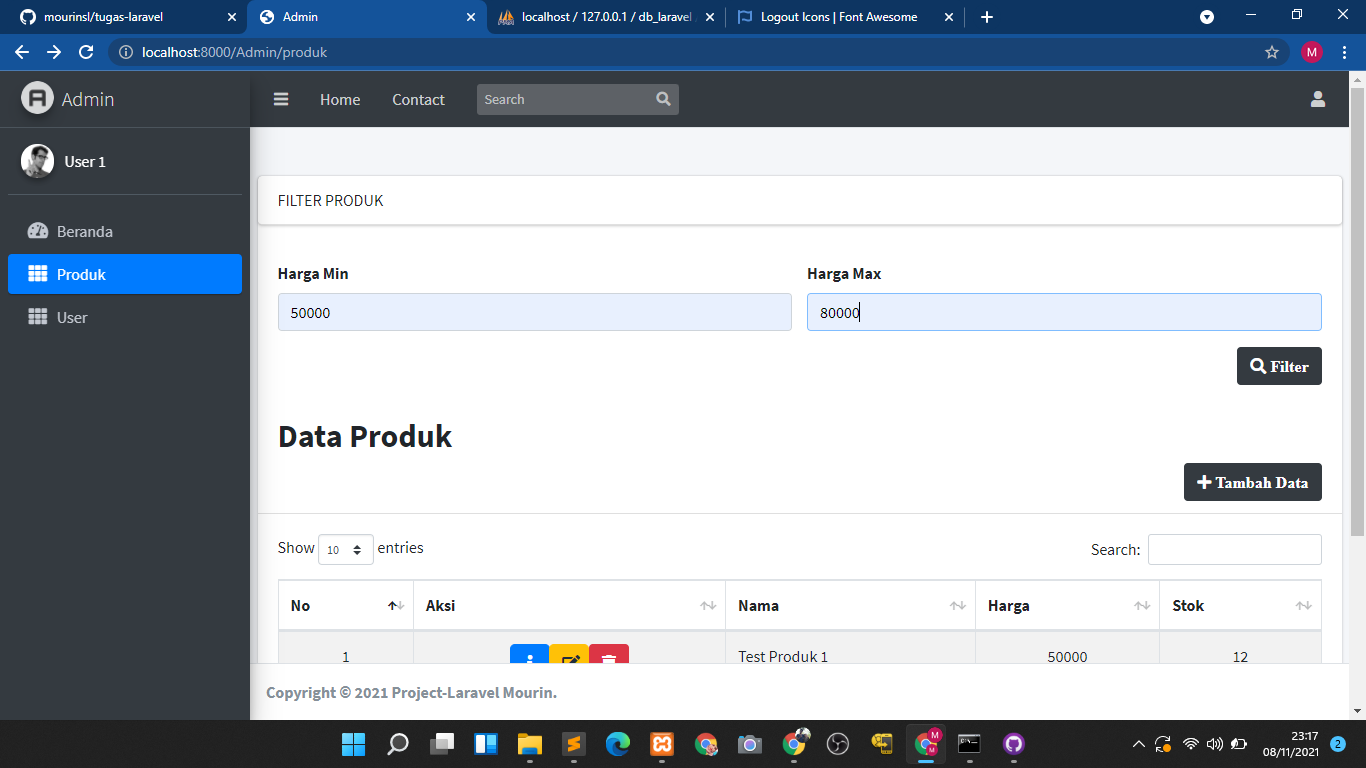 mourinsl/tugas-laravel
Admin
localhost / 127.0.0.1 / db_laravel
Logout Icons | Font Awesome
localhost:8000/Admin/produk
M
Admin
Home
Contact
Search
User 1
FILTER PRODUK
Beranda
Produk
User
Harga Min
Harga Max
50000
80000
Filter
Data Produk
Tambah Data
Show 10 entries
Search:
No
Aksi
Nama
Harga
Stok
1
Test Produk 1
50000
12
Copyright © 2021 Project-Laravel Mourin.
M
M
23:17
08/11/2021
2